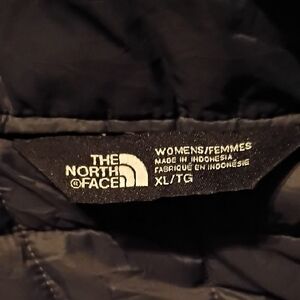 THE
NORTH
®FACE
WOMENS/FEMMES
MADE IN INDONESIA
FABRIQUÉ EN INDONÉSIE
XL/TG